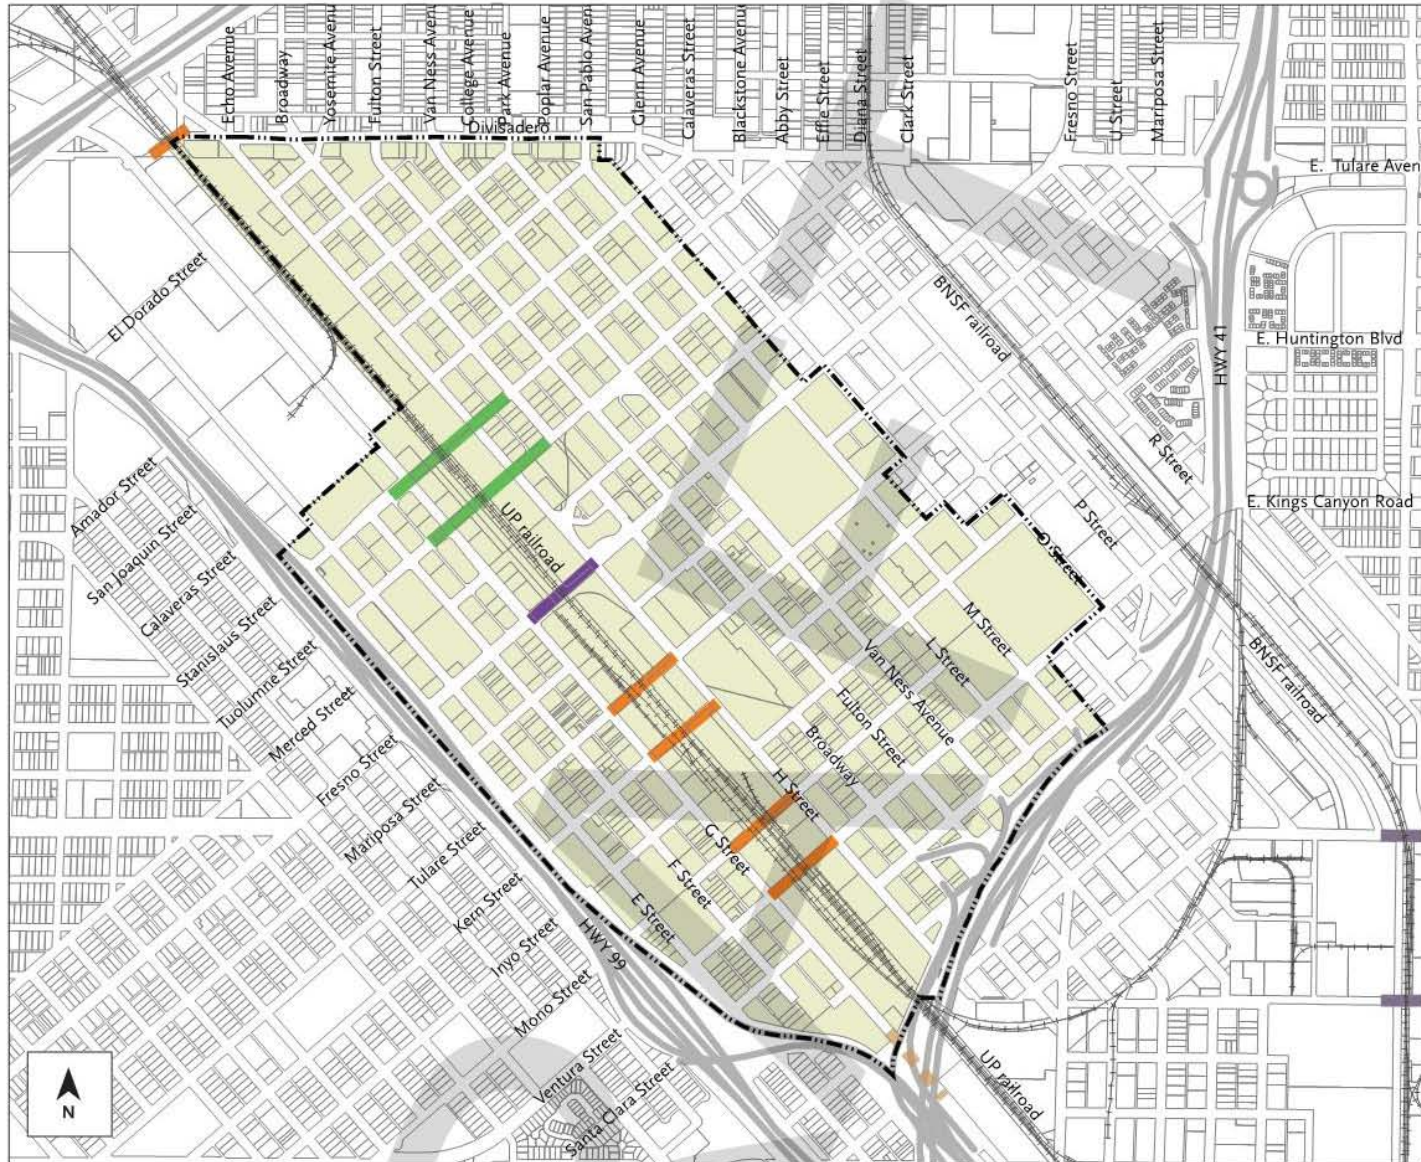 Echo Avenue
Broadway
Yosemite Avenu
Fulton Street
Van Ness Aven
College Avenue
Park Avenue
Poplar Avenue
San Pablo Aven
Glenn Avenue
Calaveras Street
Blackstone Avenu
Abby Street
Effie Street
Diana Street
Clark Street
Fresno Street
U Street
Mariposa Street
Divisadero
E. Tulare Aven
El Dorado Street
BNSF railroad
HWY 41
E. Huntington Blvd
R Street
E. Kings Canyon Road
P Street
O Street
Amador Street
San Joaquin Street
Calaveras Street
Stanislaus Street
Tuolumne Street
Merced Street
Fresno Street
Mariposa Street
Tulare Street
Kern Street
Inyo Street
Mono Street
Ventura Street
Santa Clara Street
UP railroad
M Street
L Street
Van Ness Avenue
Fulton Street
Broadway
H Street
G Street
F Street
E Street
HWY 99
BNSF railroad
UP railroad
N